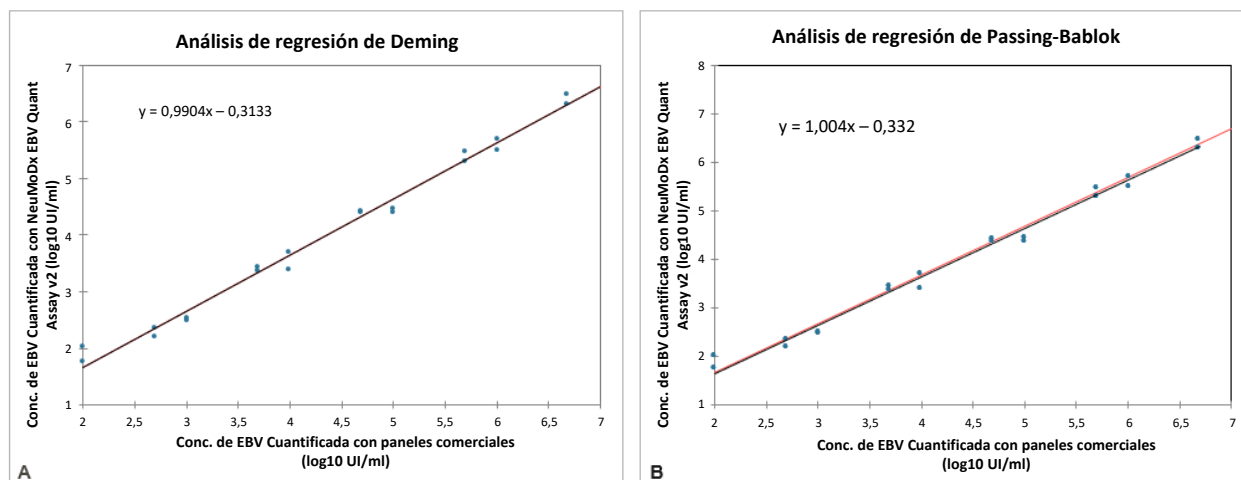 Análisis de regresión de Deming
y = 0,9904x – 0,3133
Conc. de EBV Cuantificada con NeuMoDx EBV Quant
Assay v2 (log10 UI/ml)
7
6
5
4
3
2
1
2
2,5
3
3,5
4
4,5
5
5,5
6
6,5
7
Conc. de EBV Cuantificada con paneles comerciales
(log10 UI/ml)
A
Análisis de regresión de Passing-Bablok
y = 1,004x – 0,332
Conc. de EBV Cuantificada con NeuMoDx EBV Quant
Assay v2 (log10 UI/ml)
8
7
6
5
4
3
2
1
2
2,5
3
3,5
4
4,5
5
5,5
6
6,5
7
Conc. de EBV Cuantificada con paneles comerciales
(log10 UI/ml)
B